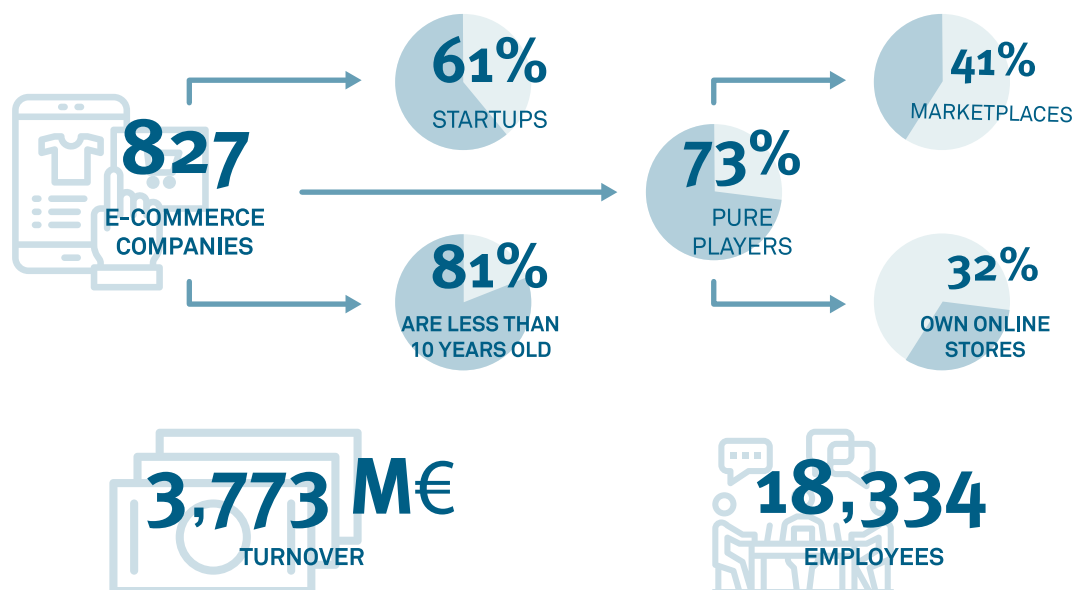 827
E-COMMERCE
COMPANIES
61%
STARTUPS
81%
ARE LESS THAN
10 YEARS OLD
73%
PURE
PLAYERS
41%
MARKETPLACES
32%
OWN ONLINE
STORES
3,773 M€
TURNOVER
18,334
EMPLOYEES